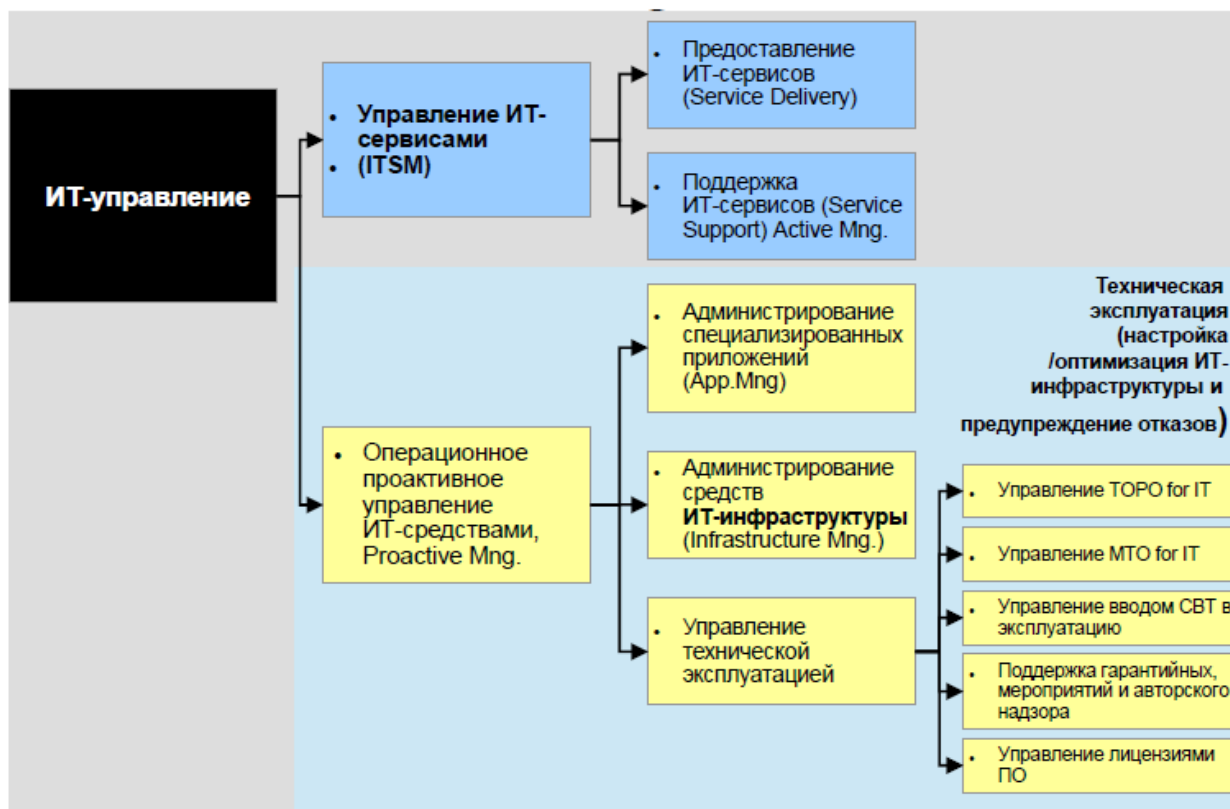 ИТ-управление
• Управление ИТ-
сервисами
• (ITSM)
• Предоставление
ИТ-сервисов
(Service Delivery)
• Поддержка
ИТ-сервисов (Service
Support) Active Mng.
Техническая
эксплуатация
(настройка
/оптимизация ИТ-
инфраструктуры и
предупреждение отказов)
• Операционное
проактивное
управление
ИТ-средствами,
Proactive Mng.
• Администрирование
специализированных
приложений
(App.Mng)
• Администрирование
средств
ИТ-инфраструктуры
(Infrastructure Mng.)
• Управление
технической
эксплуатацией
• Управление ТОРО for IT
• Управление МТО for IT
• Управление вводом СВТ в
эксплуатацию
• Поддержка гарантийных,
мероприятий и авторского
надзора
• Управление лицензиями
ПО